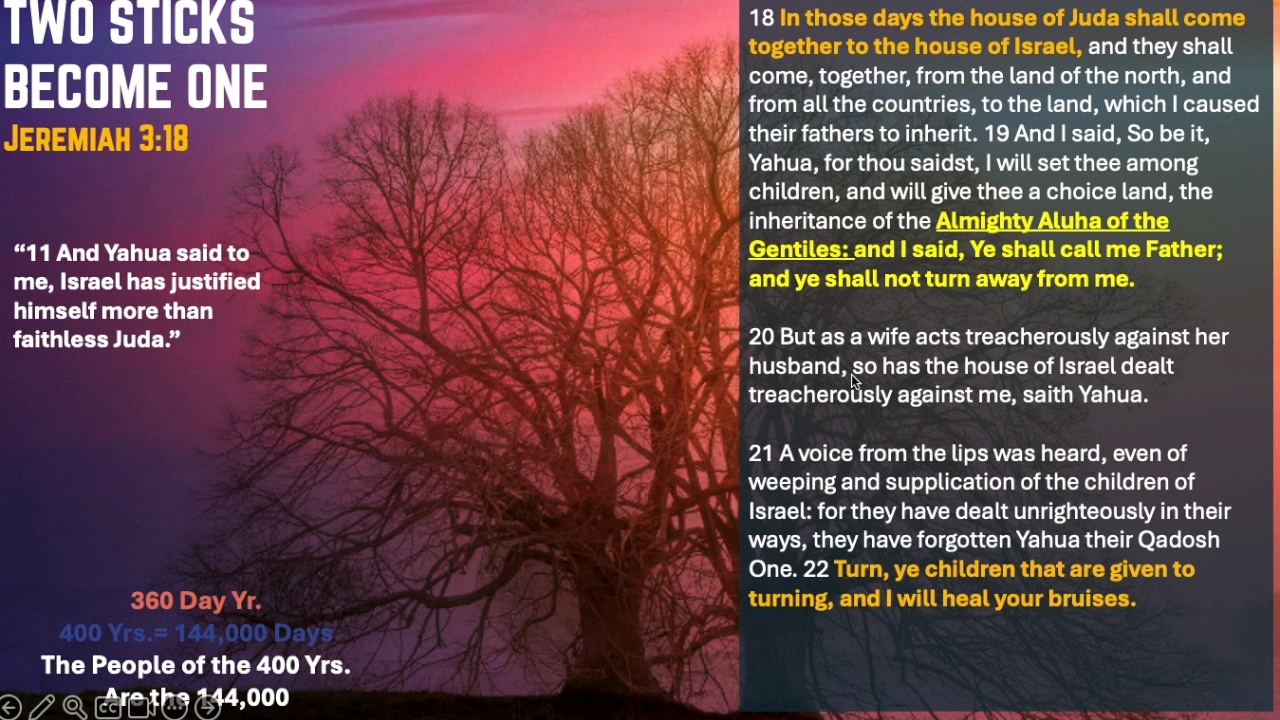 TWO STICKS
BECOME ONE
JEREMIAH 3:18
“11 And Yahua said to
me, Israel has justified
himself more than
faithless Juda.”
360 Day Yr.
400 Yrs.= 144,000 Days
The People of the 400 Yrs.
Are the 144,000
18 In those days the house of Juda shall come
together to the house of Israel, and they shall
come, together, from the land of the north, and
from all the countries, to the land, which I caused
their fathers to inherit. 19 And I said, So be it,
Yahua, for thou saidst, I will set thee among
children, and will give thee a choice land, the
inheritance of the Almighty Aluha of the
Gentiles: and I said, Ye shall call me Father;
and ye shall not turn away from me.
20 But as a wife acts treacherously against her
husband, so has the house of Israel dealt
treacherously against me, saith Yahua.
21 A voice from the lips was heard, even of
weeping and supplication of the children of
Israel: for they have dealt unrighteously in their
ways, they have forgotten Yahua their Qadosh
One. 22 Turn, ye children that are given to
turning, and I will heal your bruises.
CC